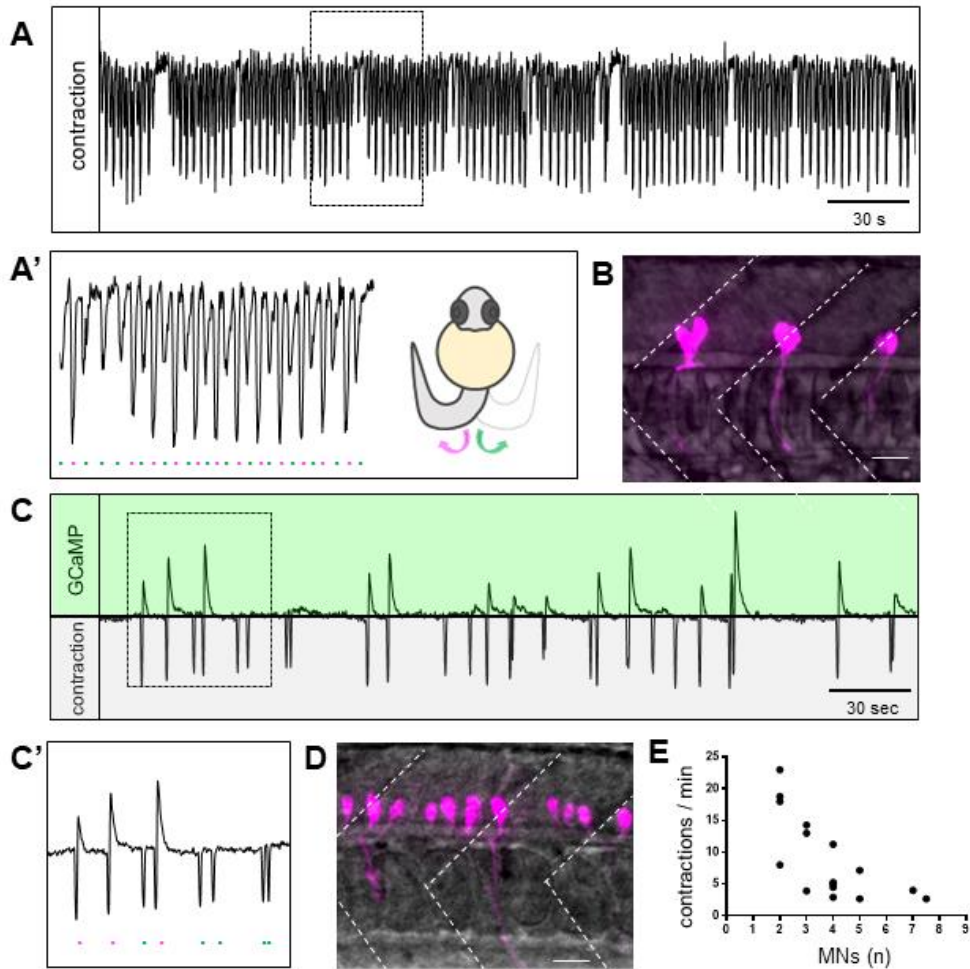 A
contraction
30 s
A'
B
C
GCaMP
contraction
30 sec
C'
D
E
contractions / min
25
20
15
10
5
0
0 1 2 3 4 5 6 7 8 9
MNs (n)